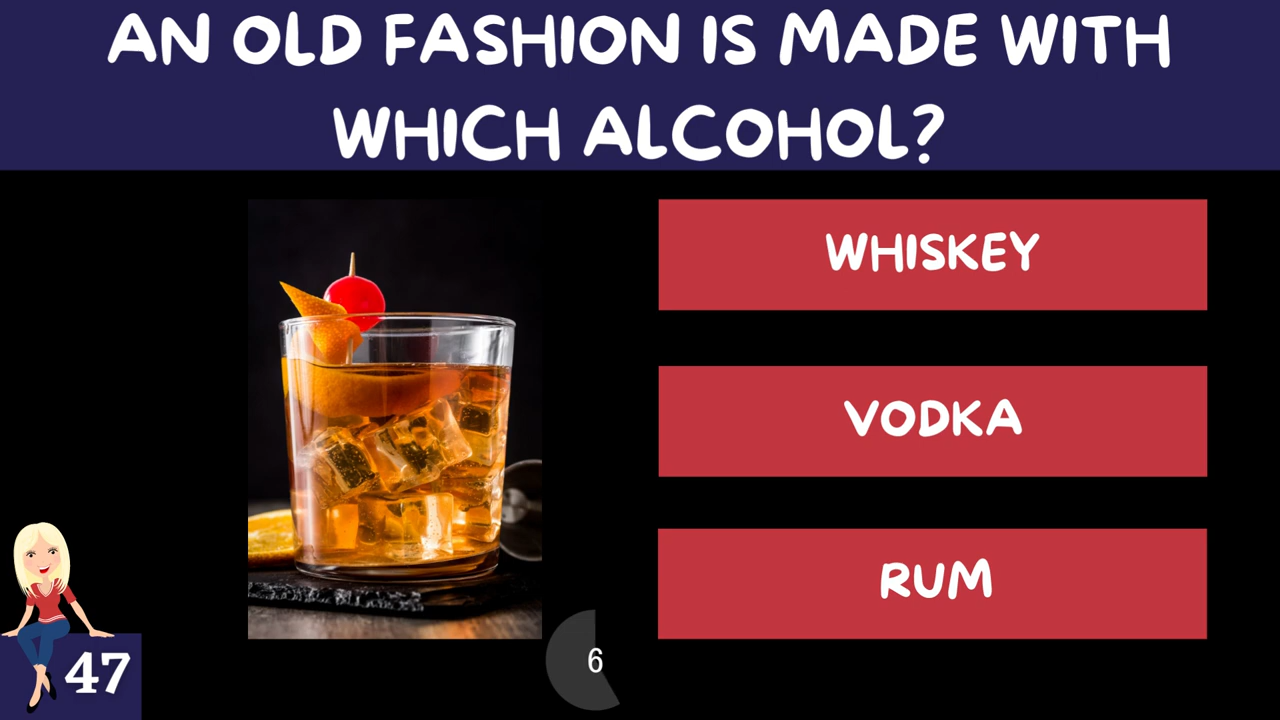 AN OLD FASHION IS MADE WITH
WHICH ALCOHOL?
WHISKEY
VODKA
RUM
6
47